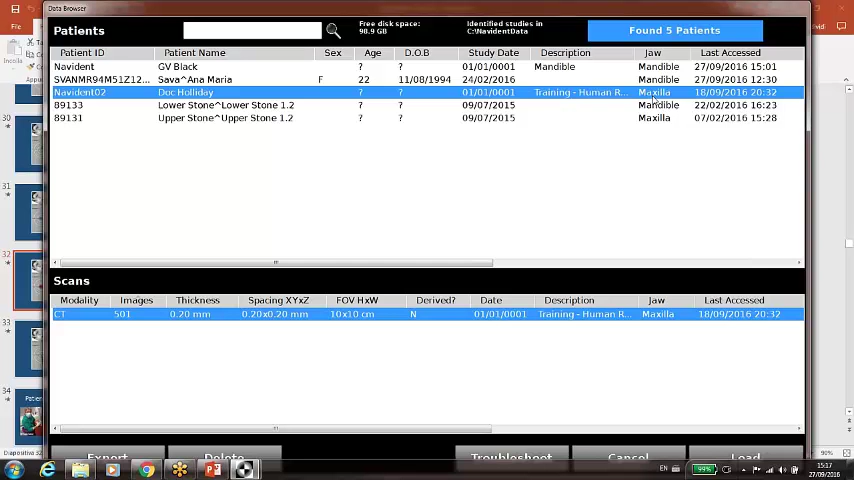 Data Browser
File
Patients
Free disk space:
98.9 GB
Identified studies in
C:\NavidentData
Found 5 Patients
Patient ID Patient Name Sex Age D.O.B Study Date Description Jaw Last Accessed
Navident GV Black ? ? 01/01/0001 Mandible Mandible 27/09/2016 15:01
SVANMR94M51Z12... Sava^Ana Maria F 22 11/08/1994 24/02/2016 Mandible 27/09/2016 12:30
Navident02 Doc Holliday ? ? 01/01/0001 Training - Human R... Maxilla 18/09/2016 20:32
89133 Lower Stone^Lower Stone 1.2 ? ? 09/07/2015 Mandible 22/02/2016 16:23
89131 Upper Stone^Upper Stone 1.2 ? ? 09/07/2015 Maxilla 07/02/2016 15:28
30
31
32
33
34
Scans
Modality Images Thickness Spacing XYxZ FOV HxW Derived? Date Description Jaw Last Accessed
CT 501 0.20 mm 0.20x0.20 mm 10x10 cm N 01/01/0001 Training - Human R... Maxilla 18/09/2016 20:32
Export Delete Troubleshoot Cancel Load
Diapositiva 32
90%
EN 99% 15:17
27/09/2016